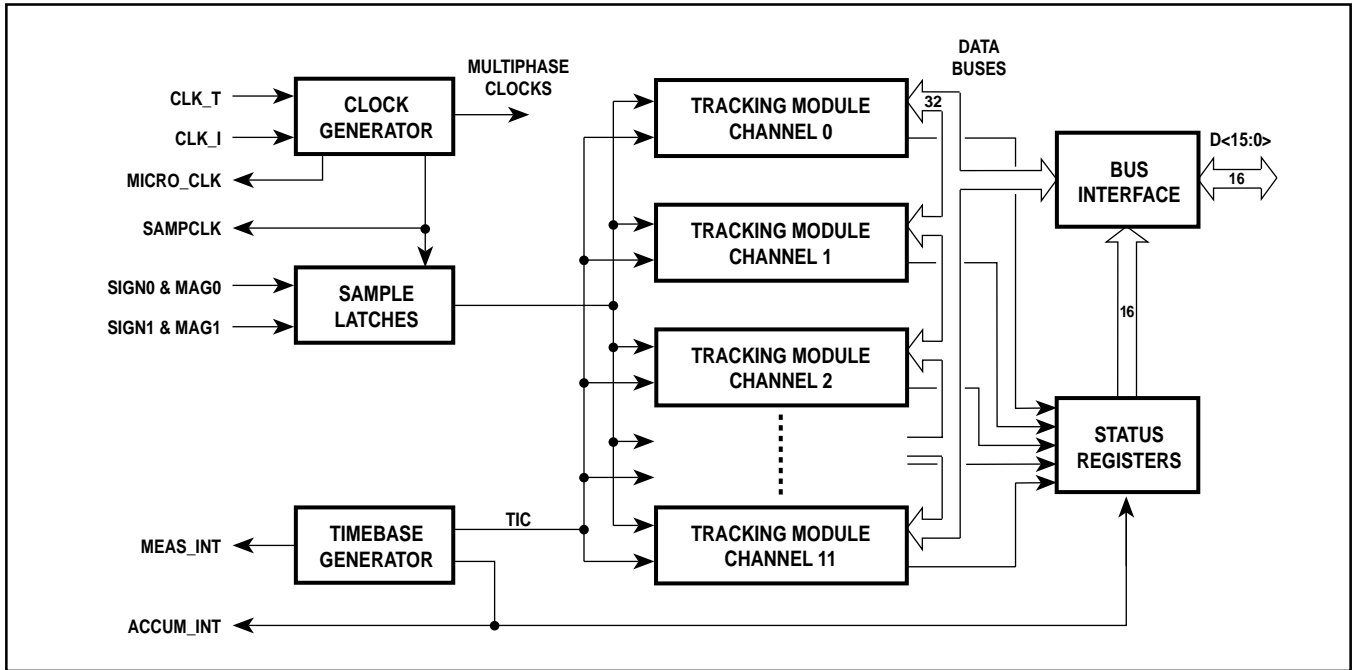 CLK_T
CLK_I
MICRO_CLK
SAMPCLK
SIGN0 & MAG0
SIGN1 & MAG1
MEAS_INT
ACCUM_INT
CLOCK
GENERATOR
MULTIPHASE
CLOCKS
SAMPLE
LATCHES
TIMEBASE
GENERATOR
TIC
TRACKING MODULE
CHANNEL 0
TRACKING MODULE
CHANNEL 1
TRACKING MODULE
CHANNEL 2
TRACKING MODULE
CHANNEL 11
DATA
BUSES
32
BUS
INTERFACE
D<15:0>
16
16
STATUS
REGISTERS